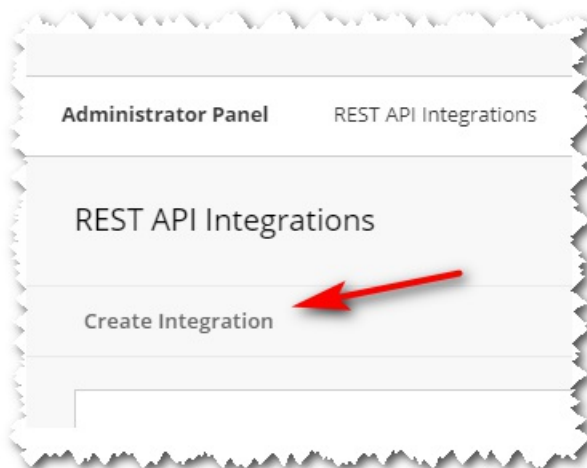 Administrator Panel REST API Integrations
REST API Integrations
Create Integration